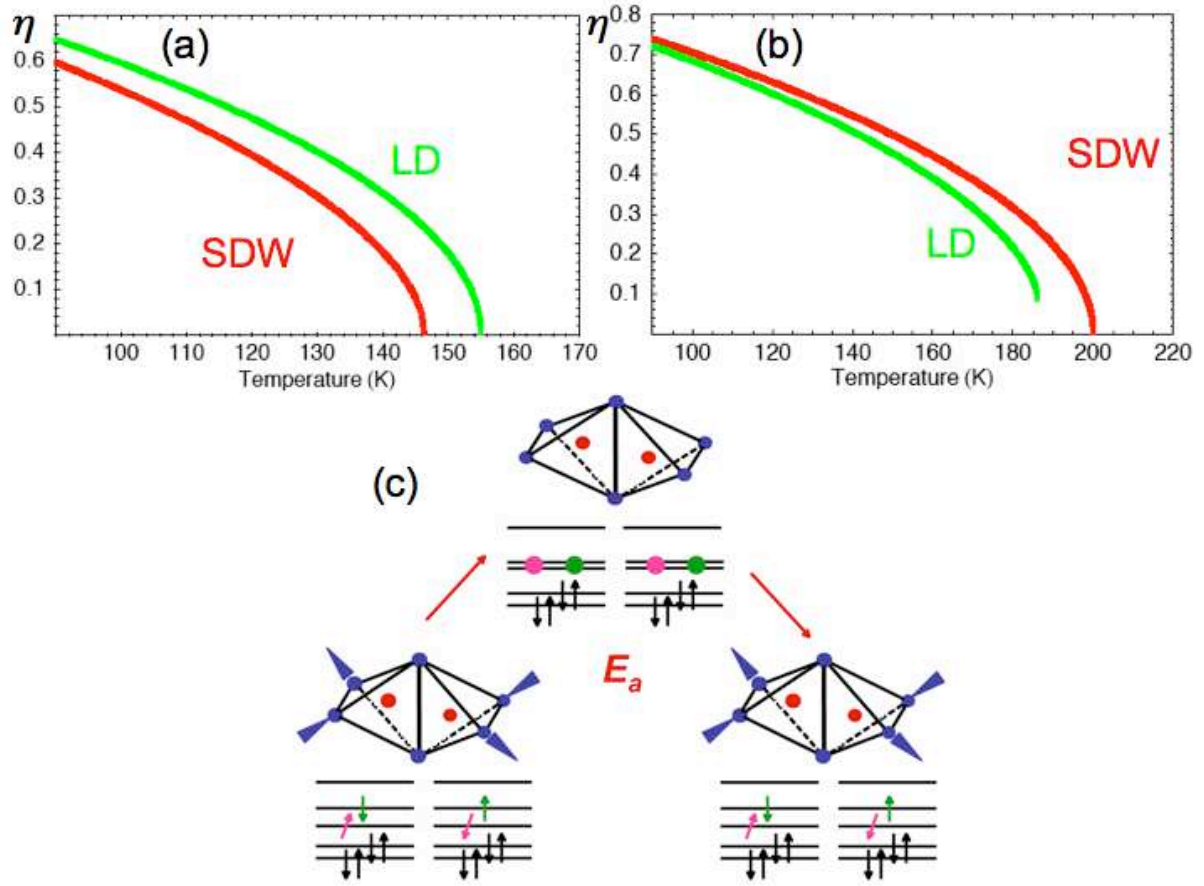 η
(a)
0.6
0.5
0.4
0.3
0.2
0.1
LD
SDW
100 110 120 130 140 150 160 170
Temperature (K)
η
(b)
0.8
0.7
0.6
0.5
0.4
0.3
0.2
0.1
SDW
LD
100 120 140 160 180 200 220
Temperature (K)
(c)
Ea